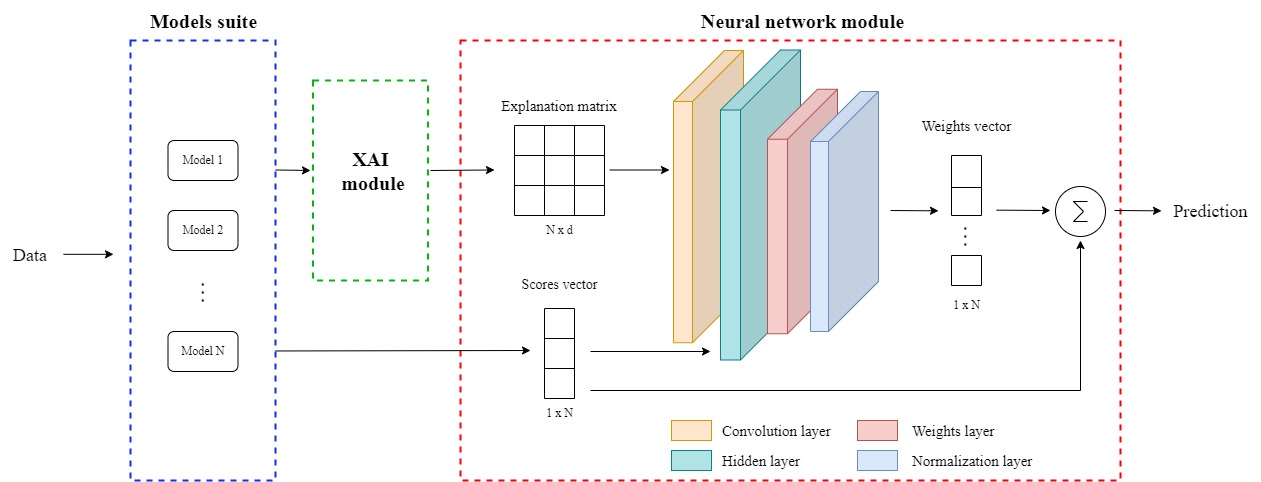 Models suite
Neural network module
Model 1
Model 2
⋮
Model N
Data
XAI
module
Explanation matrix
N x d
Scores vector
1 x N
Weights vector
⋮
1 x N
Σ
Prediction
Convolution layer
Weights layer
Hidden layer
Normalization layer